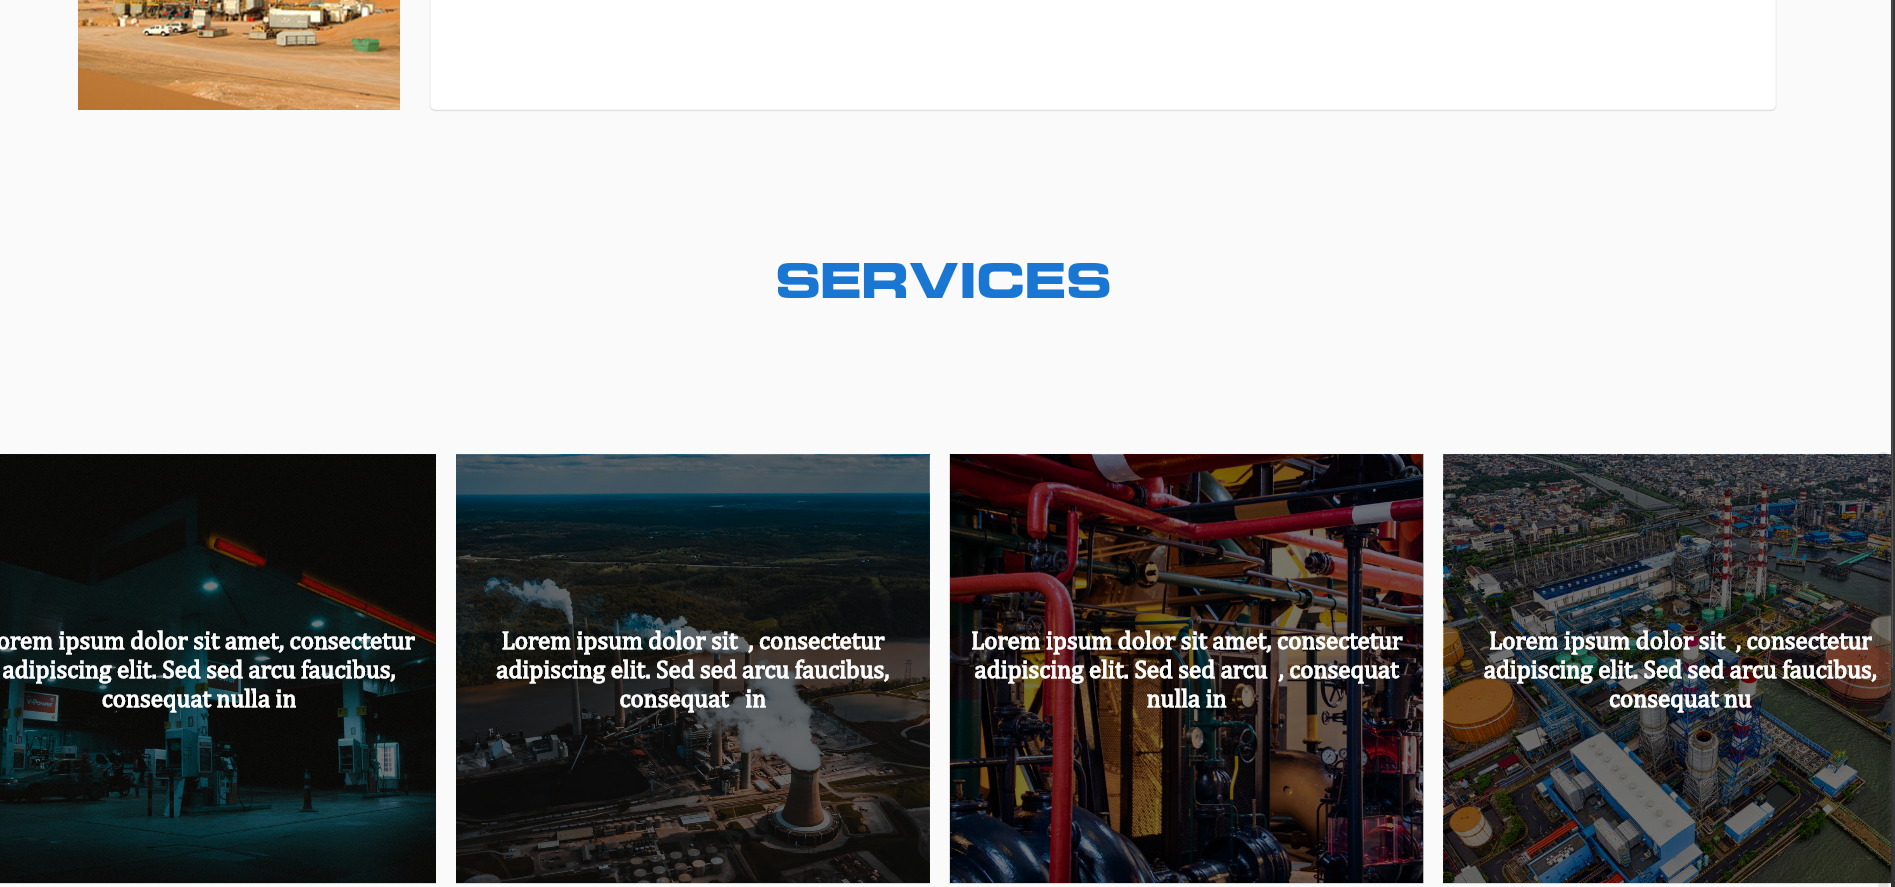 SERVICES
orem ipsum dolor sit amet, consectetur
adipiscing elit. Sed sed arcu faucibus,
consequat nulla in
Lorem ipsum dolor sit , consectetur
adipiscing elit. Sed sed arcu faucibus,
consequat in
Lorem ipsum dolor sit amet, consectetur
adipiscing elit. Sed sed arcu , consequat
nulla in
Lorem ipsum dolor sit , consectetur
adipiscing elit. Sed sed arcu faucibus,
consequat nu
V-Power